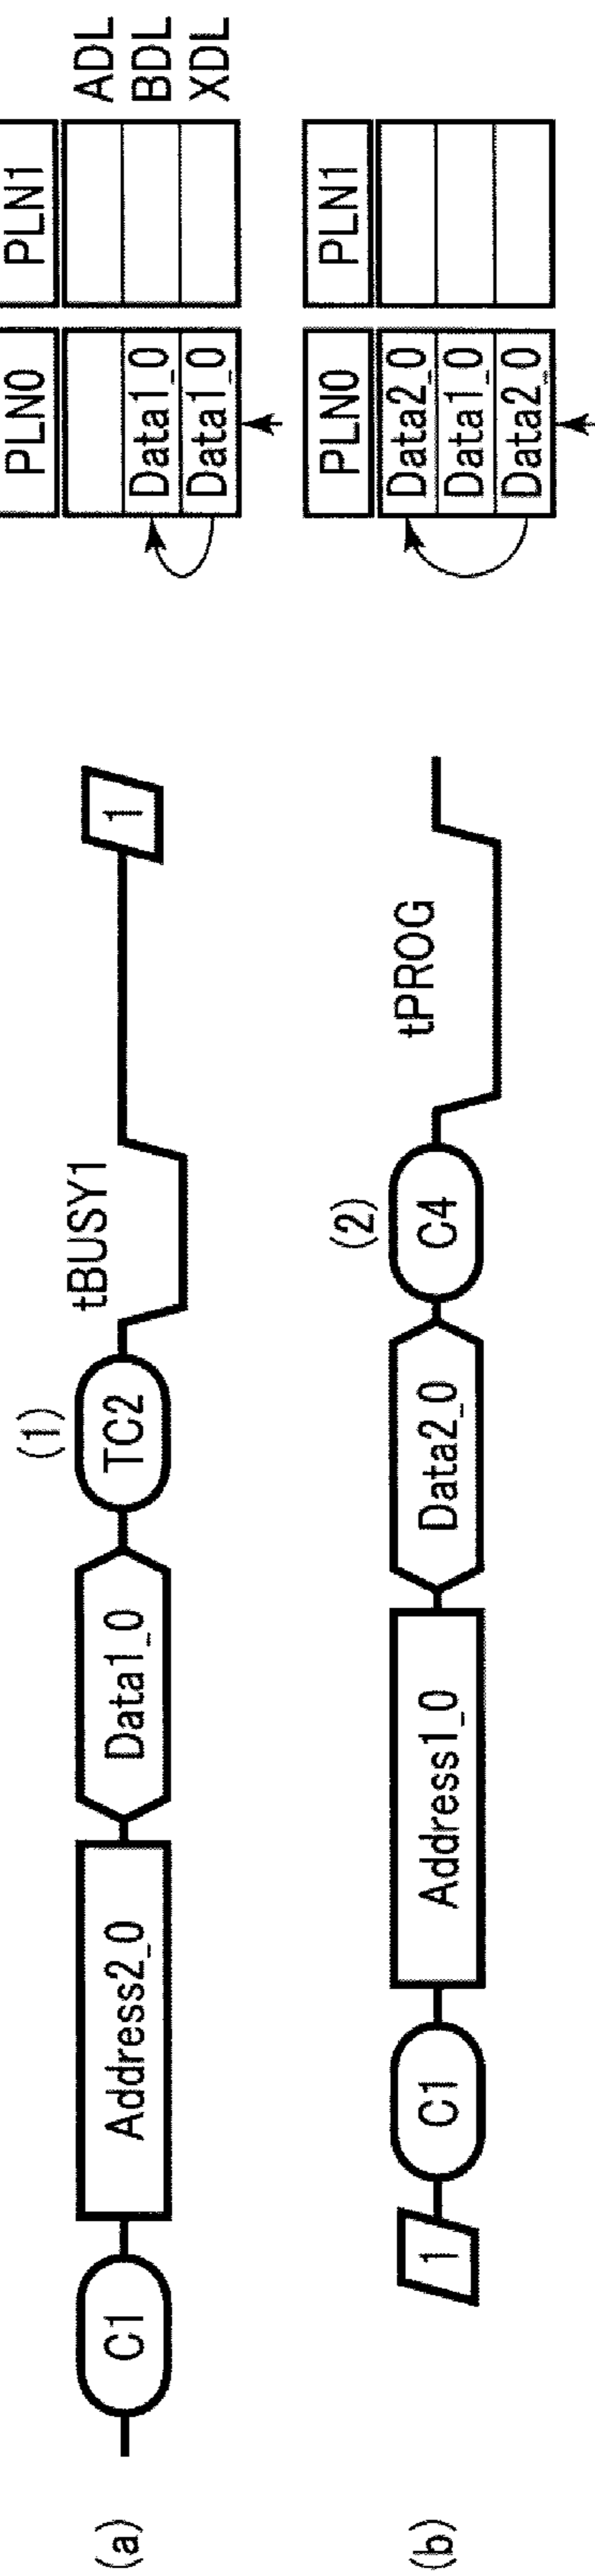 PLN0 PLN1
ADL
Data1_0 BDL
Data1_0 XDL
(a) C1 Address2_0 Data1_0 TC2 tBUSY1 1
(1)
PLN0 PLN1
Data2_0
Data1_0
Data2_0
(b) 1 C1 Address1_0 Data2_0 C4 tPROG
(2)